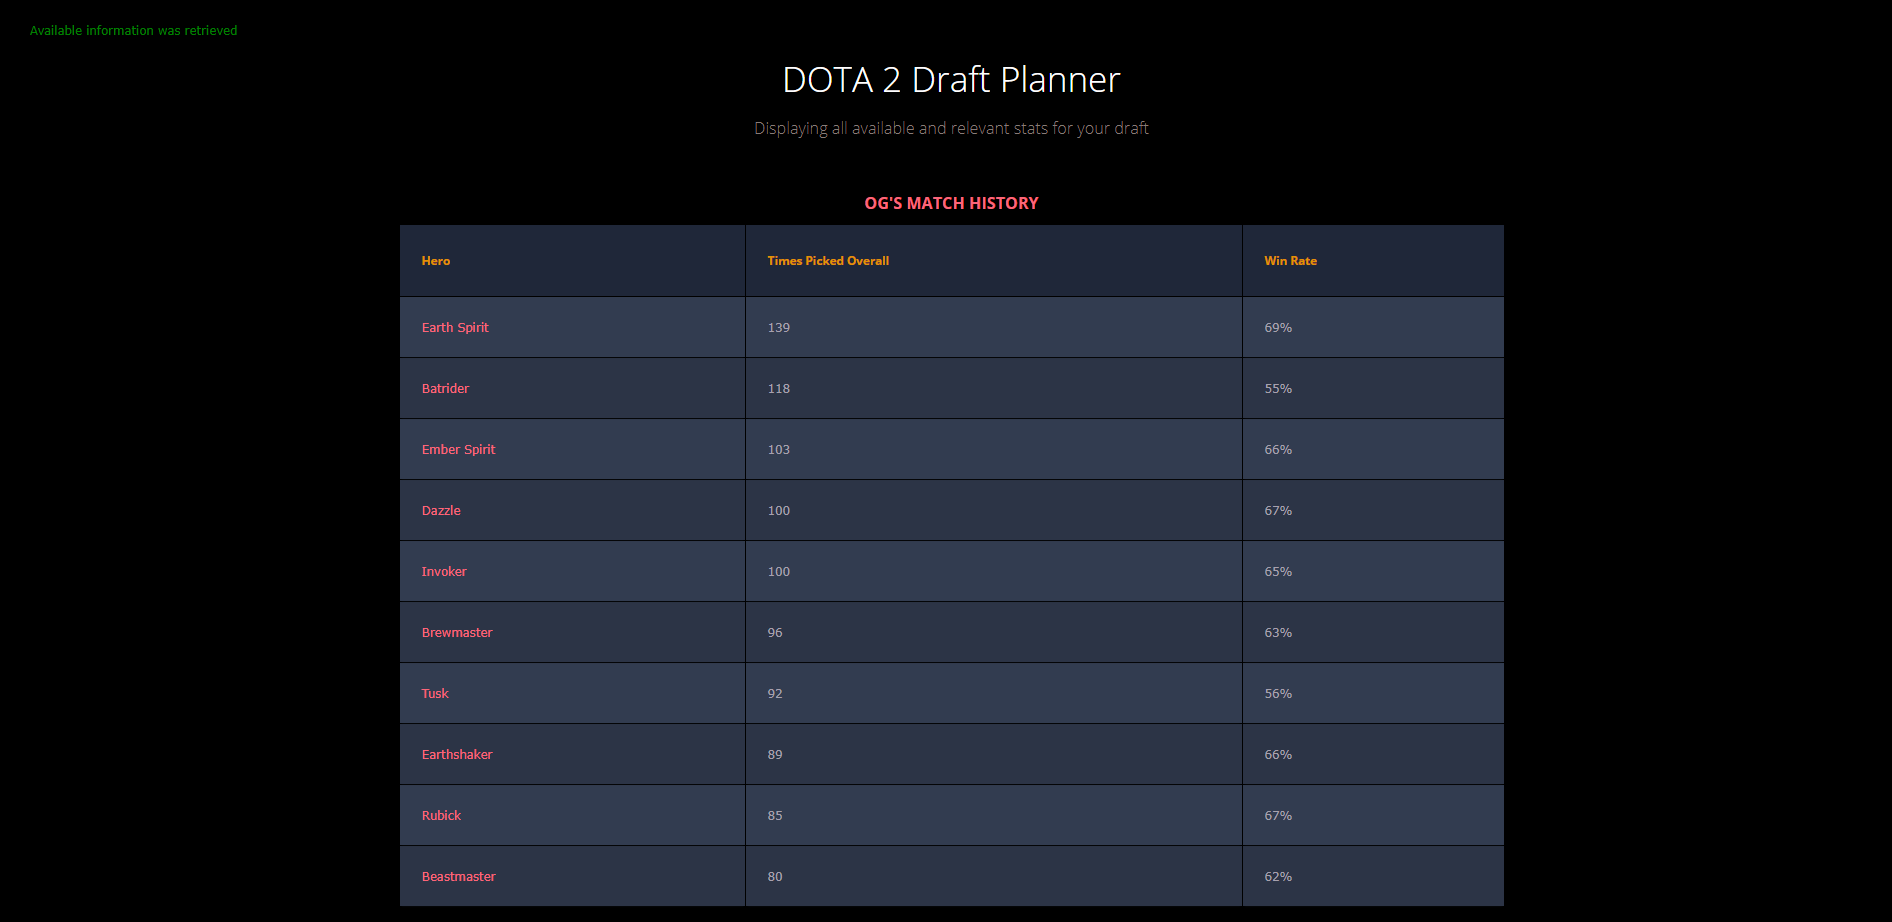 Available information was retrieved
DOTA 2 Draft Planner
Displaying all available and relevant stats for your draft
OG'S MATCH HISTORY
Hero Times Picked Overall Win Rate
Earth Spirit 139 69%
Batrider 118 55%
Ember Spirit 103 66%
Dazzle 100 67%
Invoker 100 65%
Brewmaster 96 63%
Tusk 92 56%
Earthshaker 89 66%
Rubick 85 67%
Beastmaster 80 62%